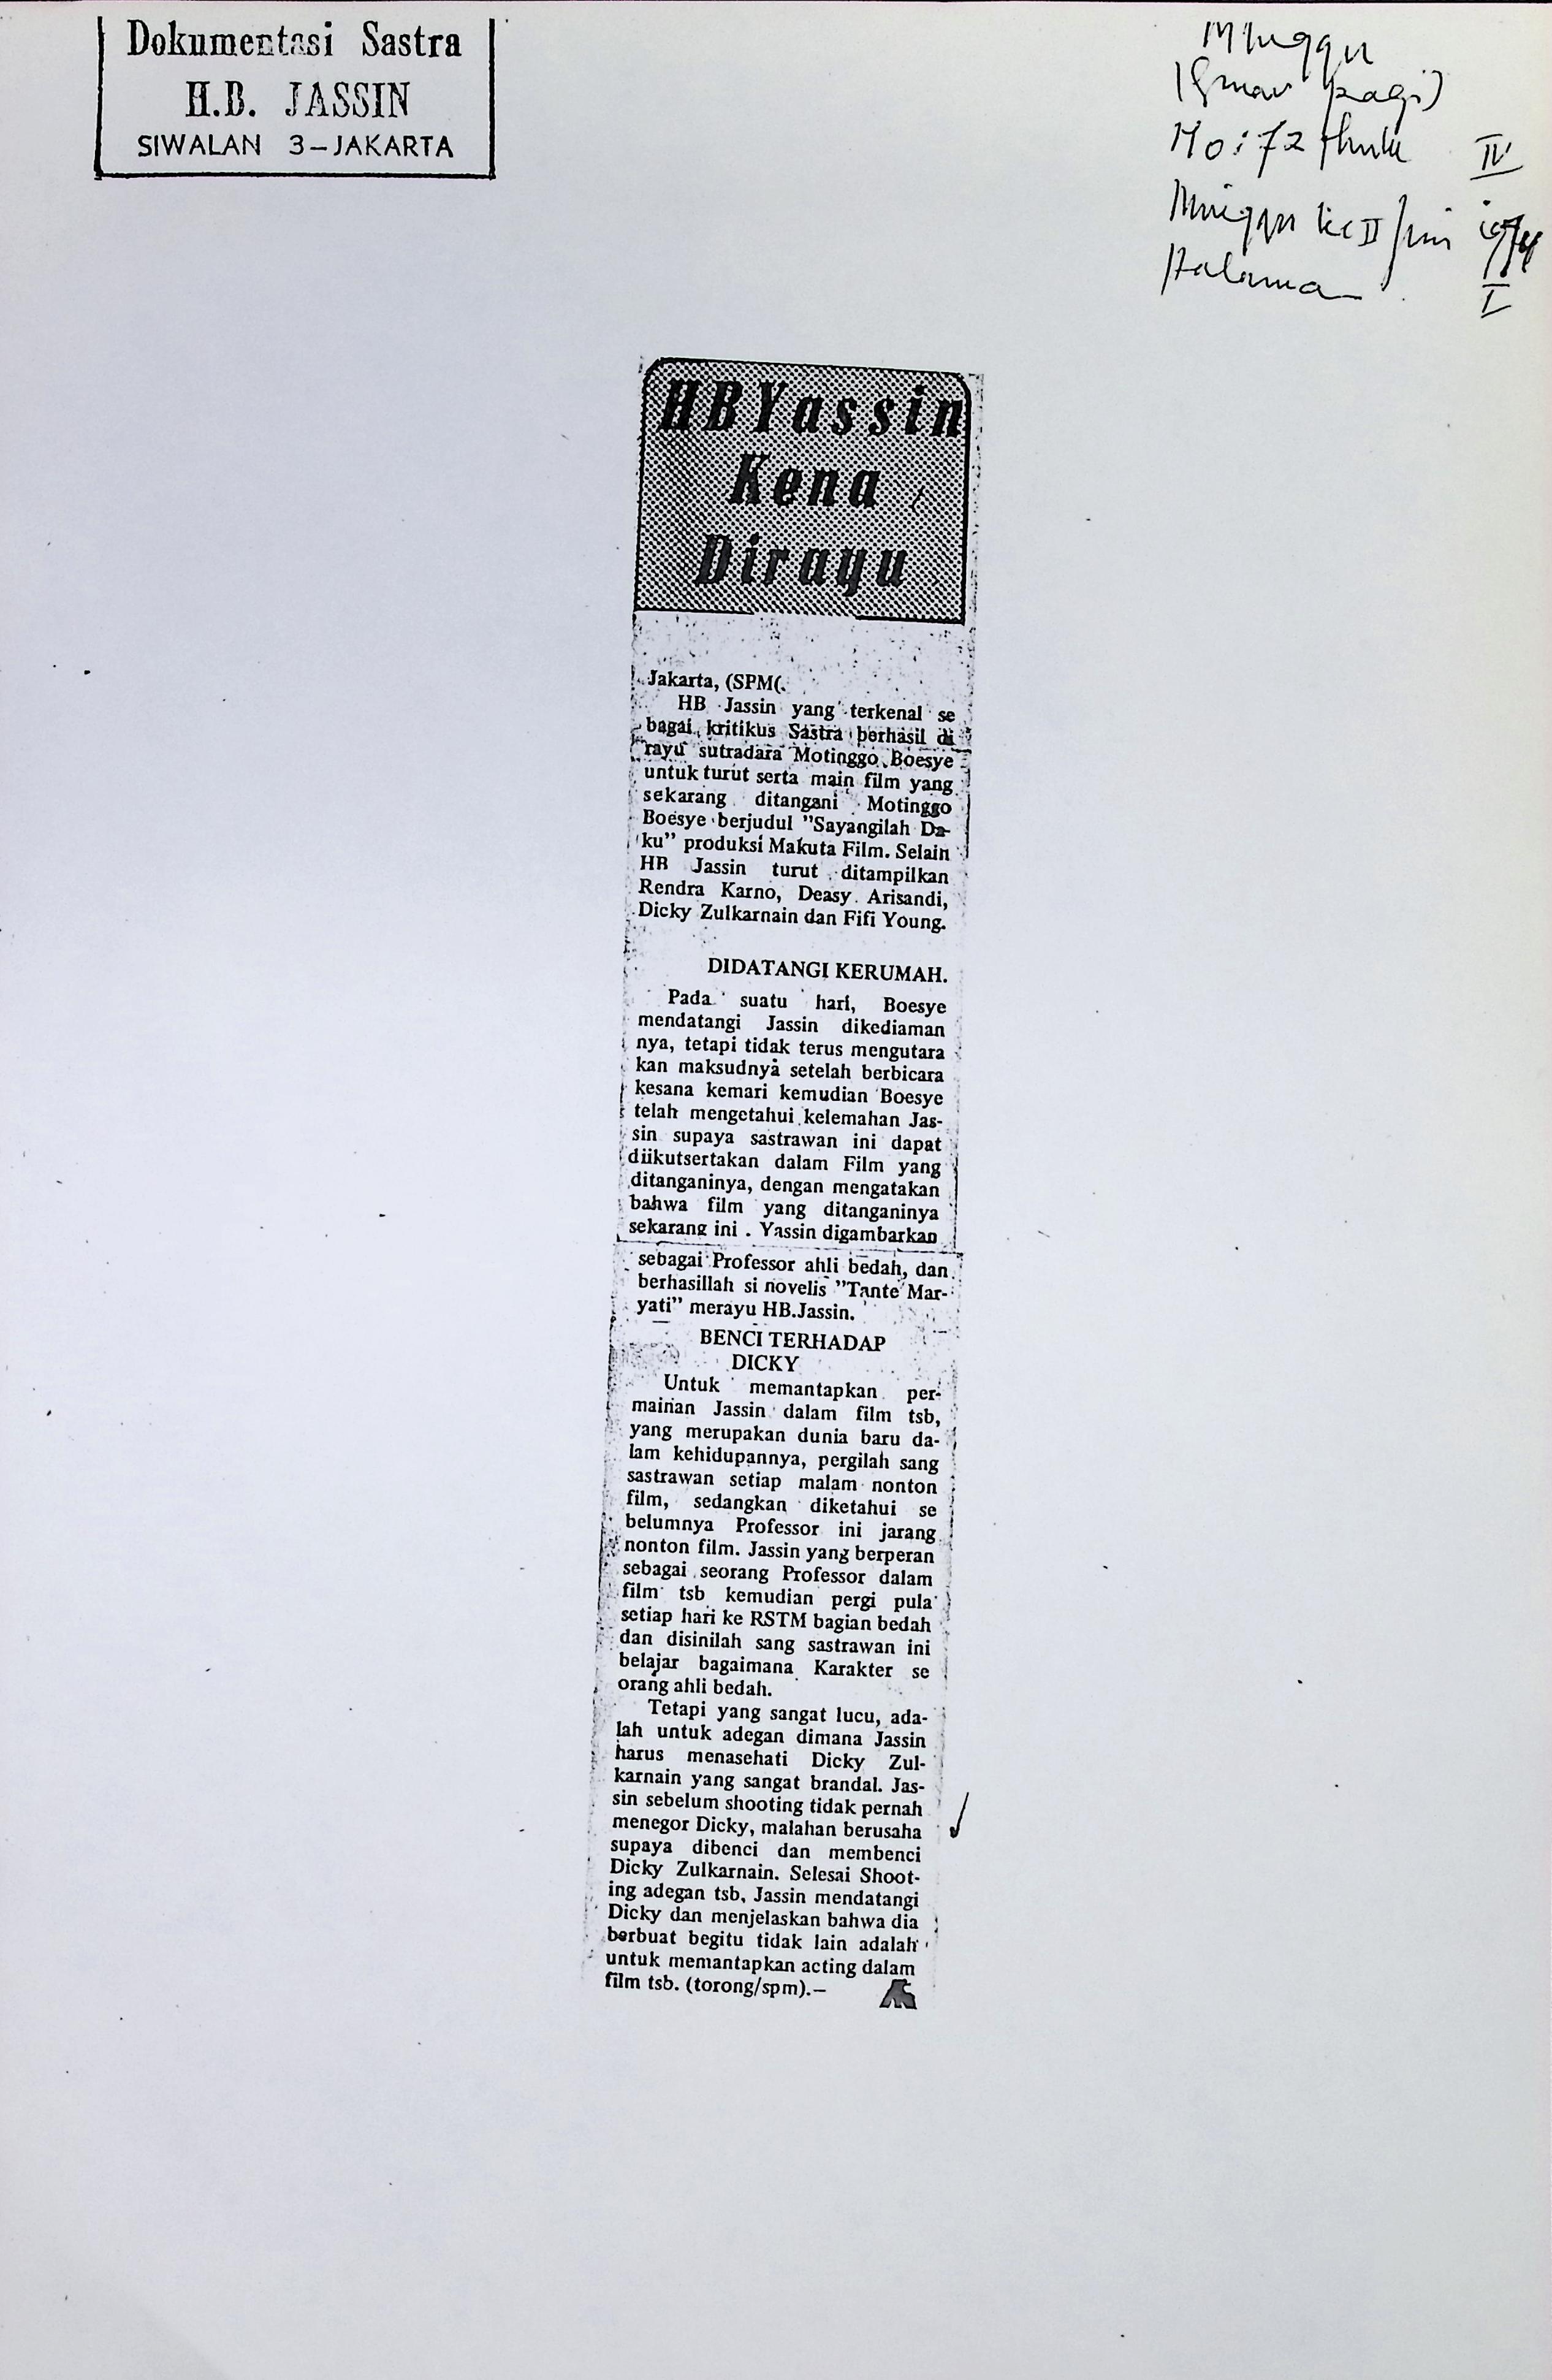 Dokumentasi Sastra
H.B. JASSIN
SIWALAN 3-JAKARTA
Minggu
(Sinar pagi)
No: 72 thn IV
Minggu ke II Juni 1974
Halaman I
HBYassin
Kena
Dirayu
Jakarta, (SPM(.
HB Jassin yang terkenal se
bagai kritikus Sastra berhasil di
rayu sutradara Motinggo Boesye
untuk turut serta main film yang
sekarang ditangani Motinggo
Boesye berjudul "Sayangilah Da-
ku" produksi Makuta Film. Selain
HB Jassin turut ditampilkan
Rendra Karno, Deasy Arisandi,
Dicky Zulkarnain dan Fifi Young.
DIDATANGI KERUMAH.
Pada suatu hari, Boesye
mendatangi Jassin dikediaman
nya, tetapi tidak terus mengutara
kan maksudnya setelah berbicara
kesana kemari kemudian Boesye
telah mengetahui kelemahan Jas-
sin supaya sastrawan ini dapat
diikutsertakan dalam Film yang
ditanganinya, dengan mengatakan
bahwa film yang ditanganinya
sekarang ini . Yassin digambarkan
sebagai Professor ahli bedah, dan
berhasillah si novelis "Tante Mar-
yati" merayu HB.Jassin.
BENCI TERHADAP
DICKY
Untuk memantapkan per-
mainan Jassin dalam film tsb,
yang merupakan dunia baru da-
lam kehidupannya, pergilah sang
sastrawan setiap malam nonton
film, sedangkan diketahui se
belumnya Professor ini jarang
nonton film. Jassin yang berperan
sebagai seorang Professor dalam
film tsb kemudian pergi pula
setiap hari ke RSTM bagian bedah
dan disinilah sang sastrawan ini
belajar bagaimana Karakter se
orang ahli bedah.
Tetapi yang sangat lucu, ada-
lah untuk adegan dimana Jassin
harus menasehati Dicky Zul-
karnain yang sangat brandal. Jas-
sin sebelum shooting tidak pernah
menegor Dicky, malahan berusaha
supaya dibenci dan membenci
Dicky Zulkarnain. Selesai Shoot-
ing adegan tsb, Jassin mendatangi
Dicky dan menjelaskan bahwa dia
berbuat begitu tidak lain adalah
untuk memantapkan acting dalam
film tsb. (torong/spm).—